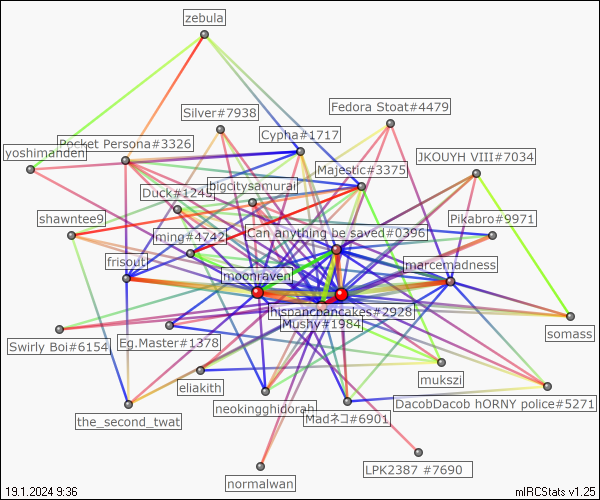 zebula
Silver#7938
Fedora Stoat#4479
Cypha#1717
Pocket Persona#3326
yoshimanden
JKOUYH VIII#7034
Majestic#3375
bigcitysamurai
Duck#1245
shawntee9
Pikabro#9971
Can anything be saved#0396
ming#4742
frisout
marcemadness
moonraven
hispanicpancakes#2928
Mushy#1984
somass
Swirly Boi#6154
Eg.Master#1378
mukszi
eliakith
DacobDacob hORNY police#5271
neokingghidorah
Madネコ#6901
the_second_twat
LPK2387 #7690
normalwan
19.1.2024 9:36
mIRCStats v1.25